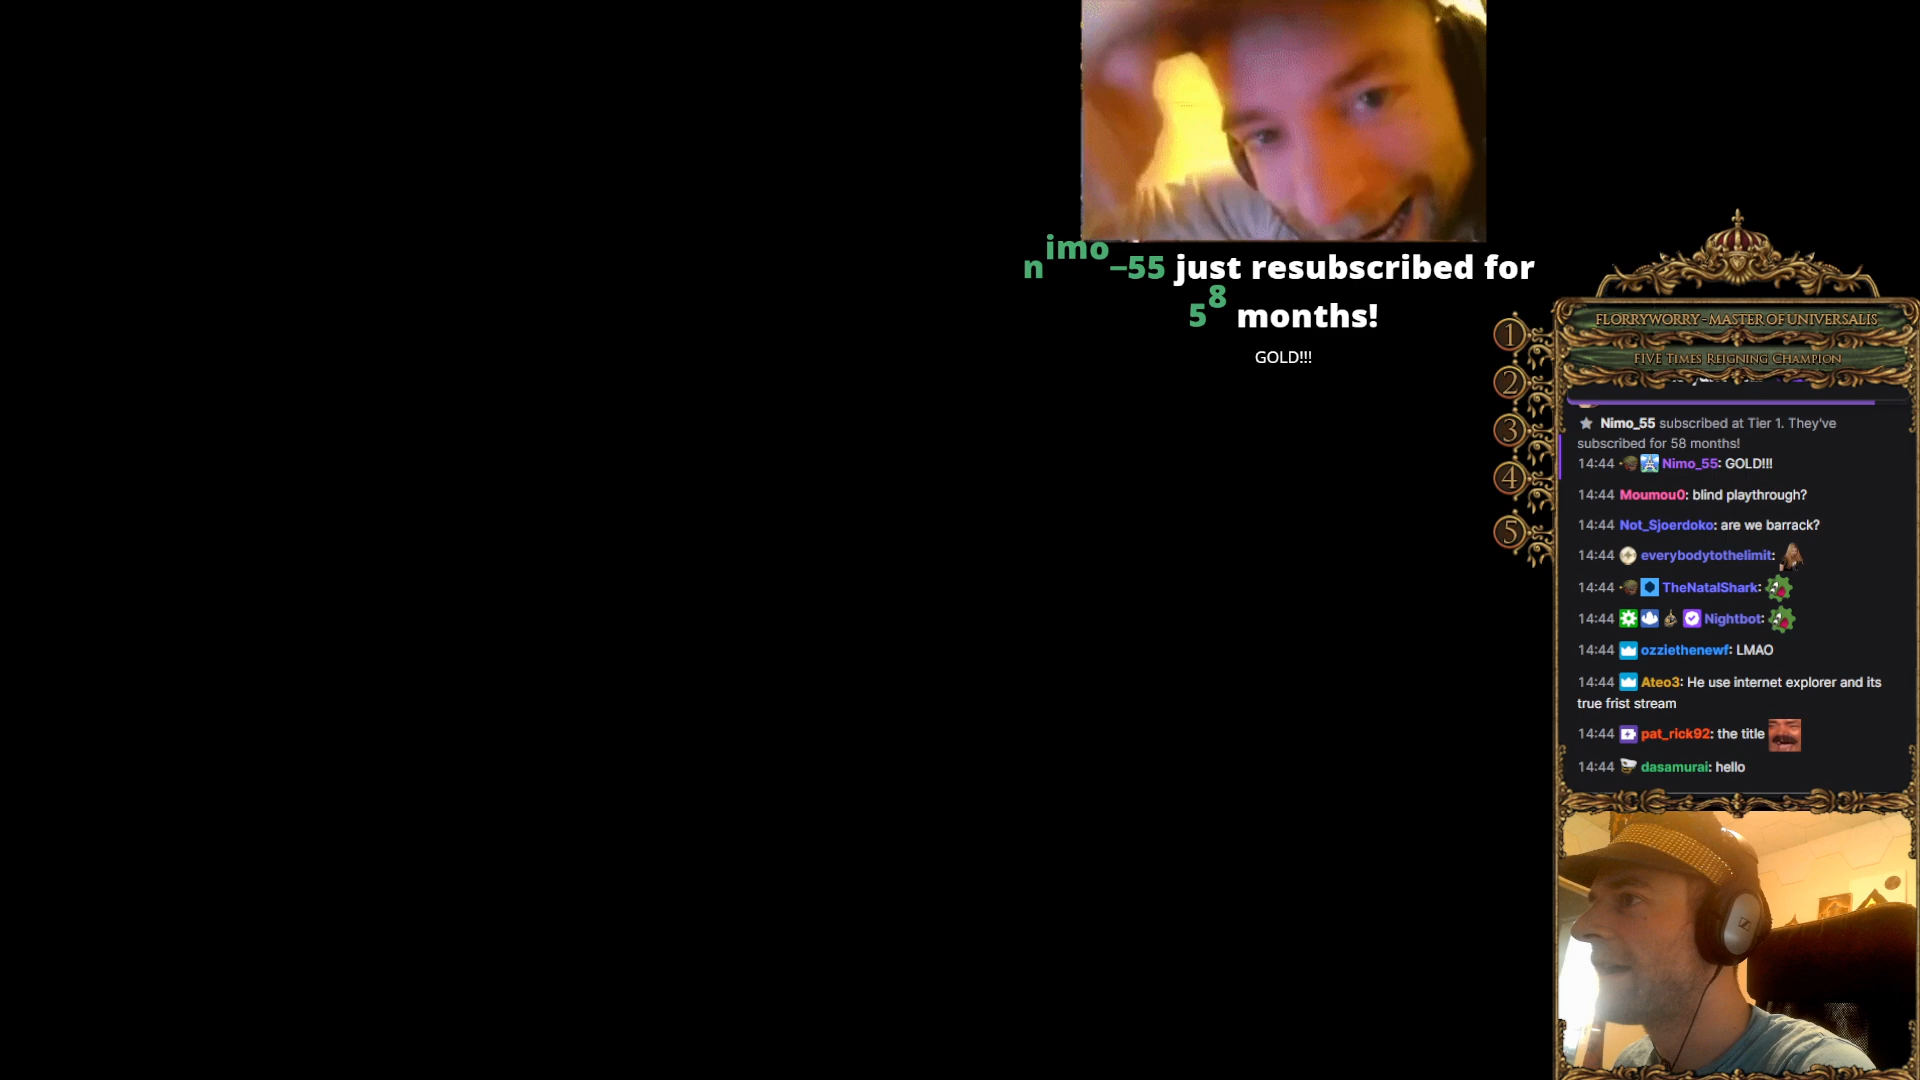 nimo_55 just resubscribed for
58 months!
GOLD!!!
1
2
3
4
5
FLORRYWORRY - MASTER OF UNIVERSALIS
FIVE TIMES REIGNING CHAMPION
Nimo_55 subscribed at Tier 1. They've
subscribed for 58 months!
14:44 Nimo_55: GOLD!!!
14:44 Moumou0: blind playthrough?
14:44 Not_Sjoerdoko: are we barrack?
14:44 everybodytothelimit:
14:44 TheNatalShark:
14:44 Nightbot:
14:44 ozziethenewf: LMAO
14:44 Ateo3: He use internet explorer and its
true frist stream
14:44 pat_rick92: the title
14:44 dasamurai: hello